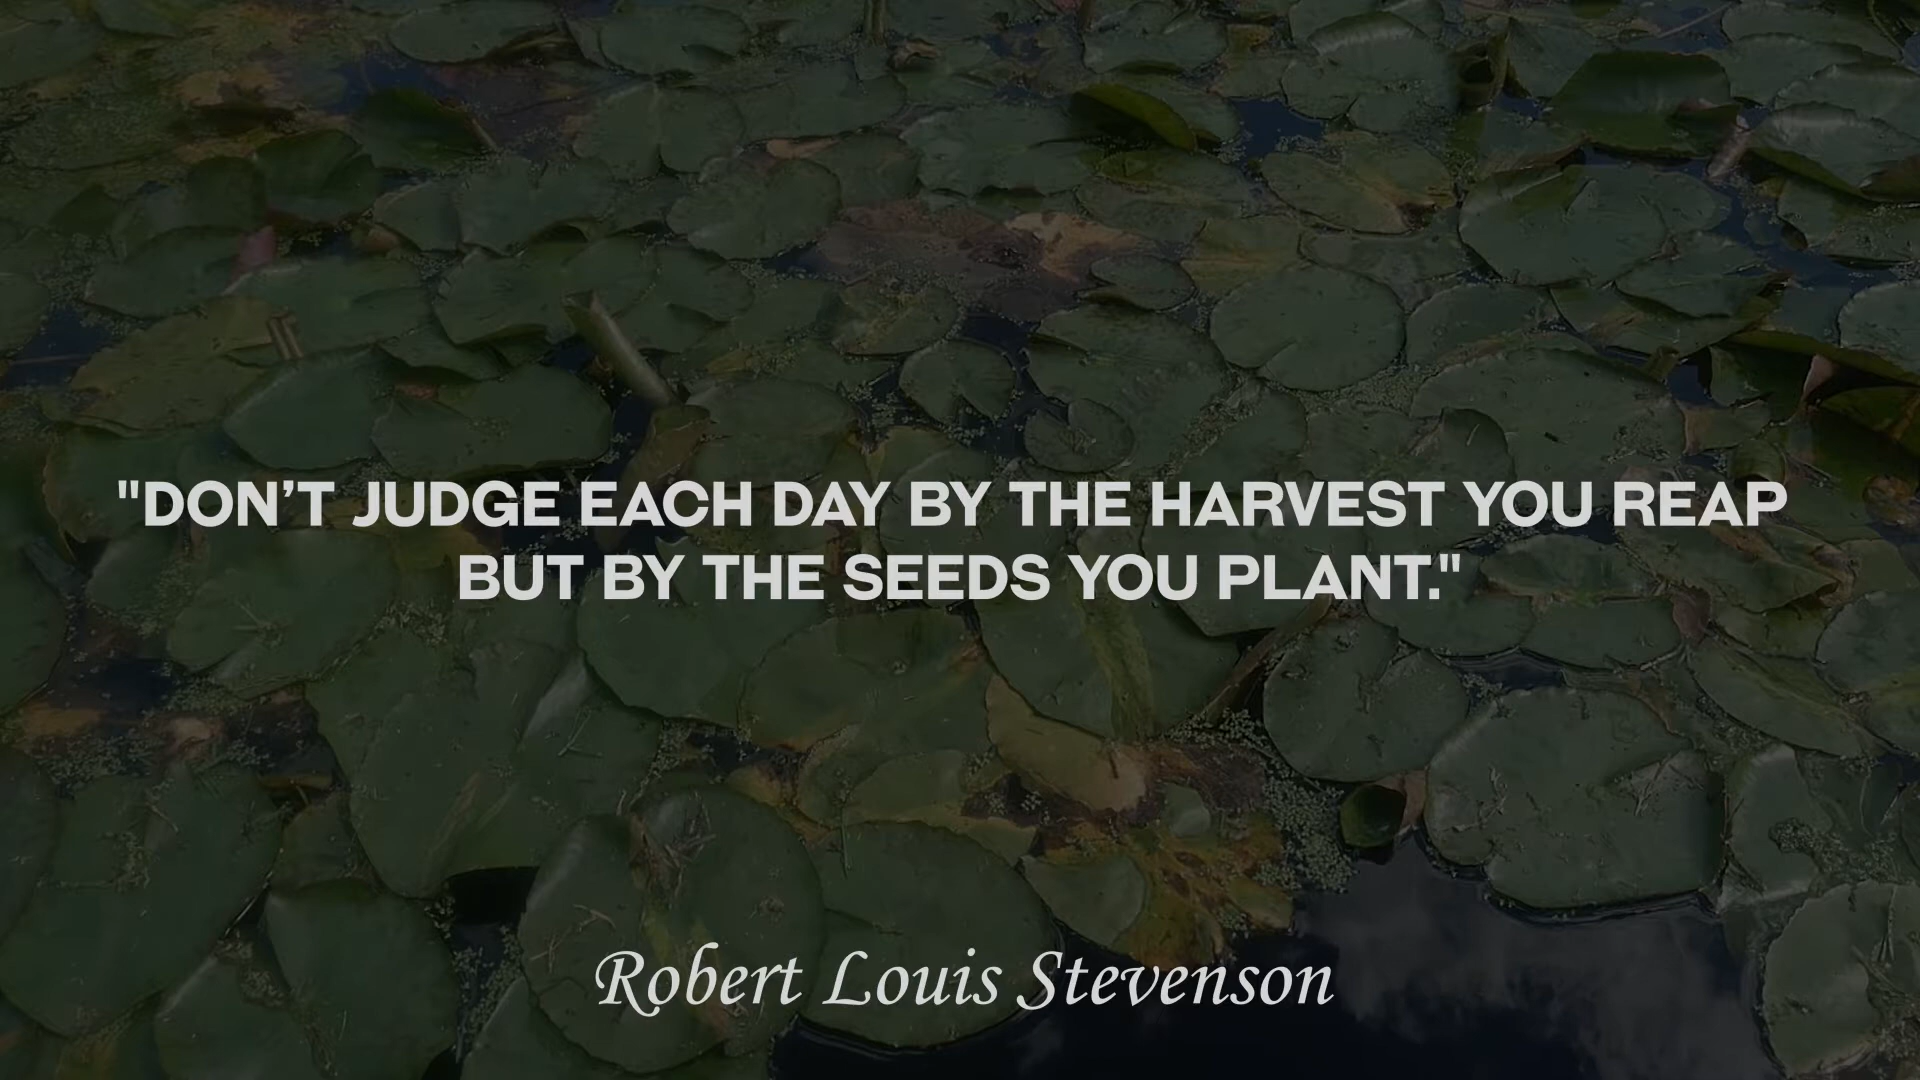 "DON’T JUDGE EACH DAY BY THE HARVEST YOU REAP
BUT BY THE SEEDS YOU PLANT."
Robert Louis Stevenson